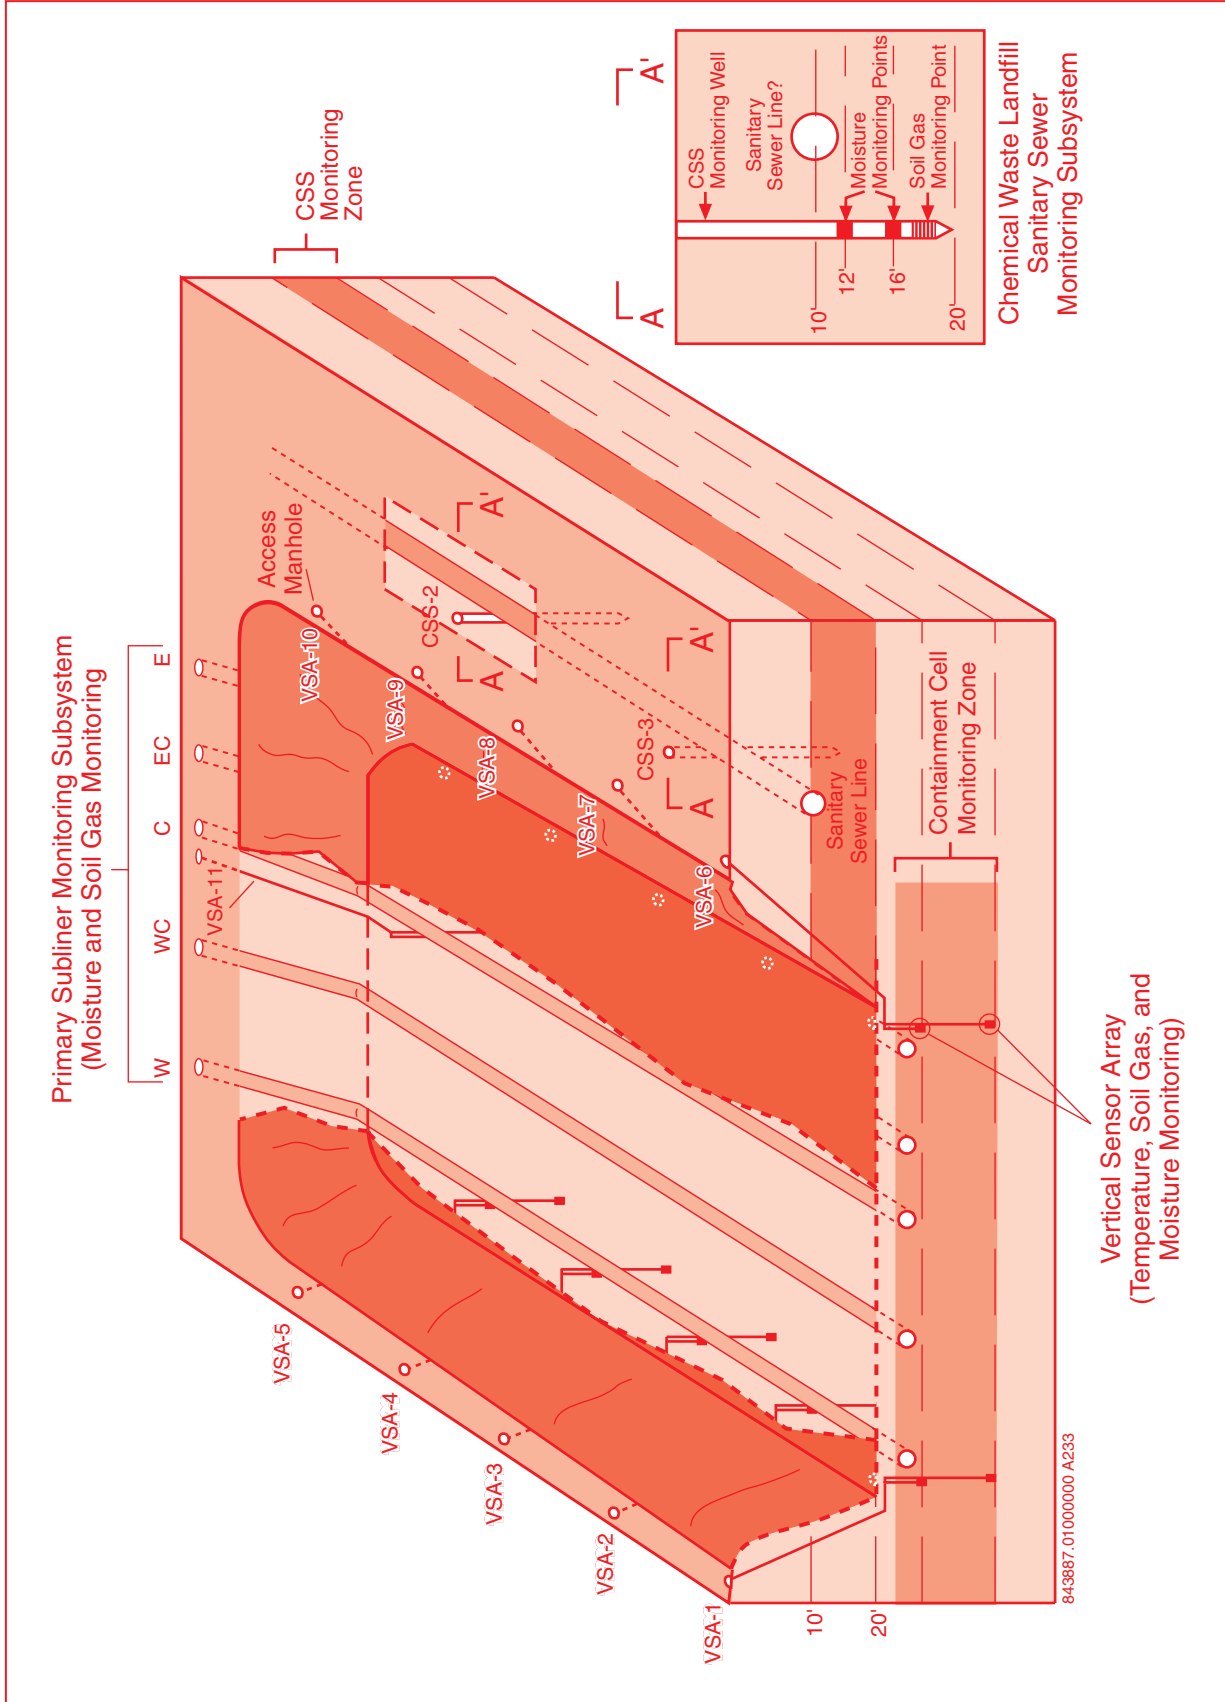 Primary Subliner Monitoring Subsystem
(Moisture and Soil Gas Monitoring
W
WC
C
EC
E
VSA-11
Access
Manhole
CSS
Monitoring
Zone
VSA-5
VSA-4
VSA-3
VSA-2
VSA-1
VSA-10
VSA-9
VSA-8
VSA-7
VSA-6
CSS-2
A
A'
CSS-3
A
A'
Sanitary
Sewer Line
Containment Cell
Monitoring Zone
10'
20'
Vertical Sensor Array
(Temperature, Soil Gas, and
Moisture Monitoring)
843887.01000000 A233
A
A'
CSS
Monitoring Well
Sanitary
Sewer Line?
Moisture
Monitoring Points
Soil Gas
Monitoring Point
10'
12'
16'
20'
Chemical Waste Landfill
Sanitary Sewer
Monitoring Subsystem